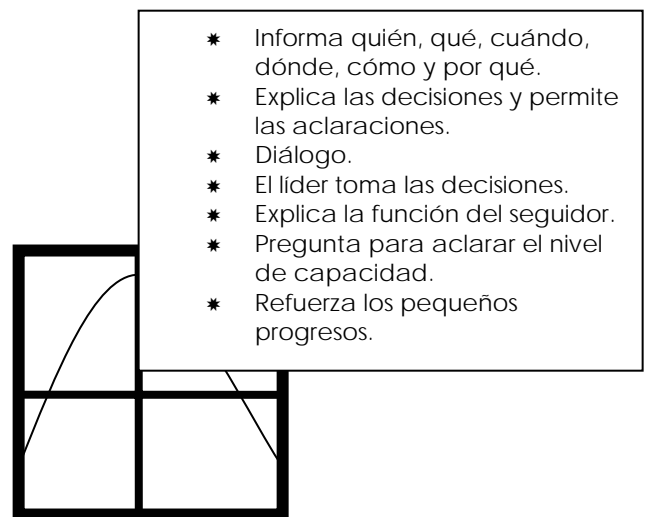 ✷ Informa quién, qué, cuándo,
dónde, cómo y por qué.
✷ Explica las decisiones y permite
las aclaraciones.
✷ Diálogo.
✷ El líder toma las decisiones.
✷ Explica la función del seguidor.
✷ Pregunta para aclarar el nivel
de capacidad.
✷ Refuerza los pequeños
progresos.